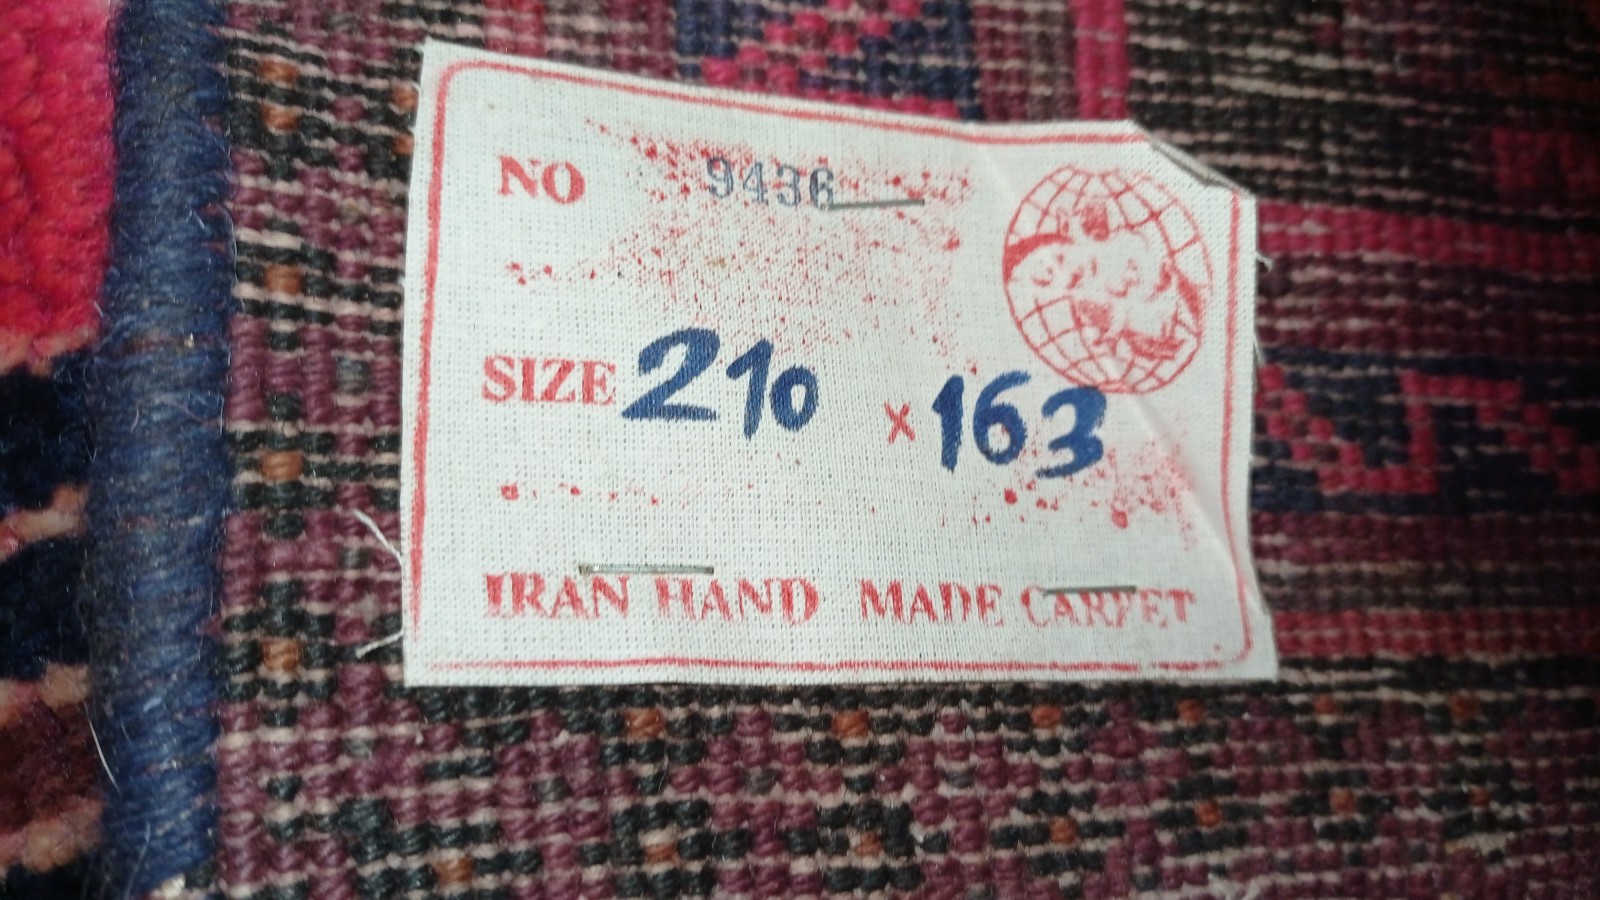 NO 9436
SIZE 210 x 163
IRAN HAND MADE CARPET